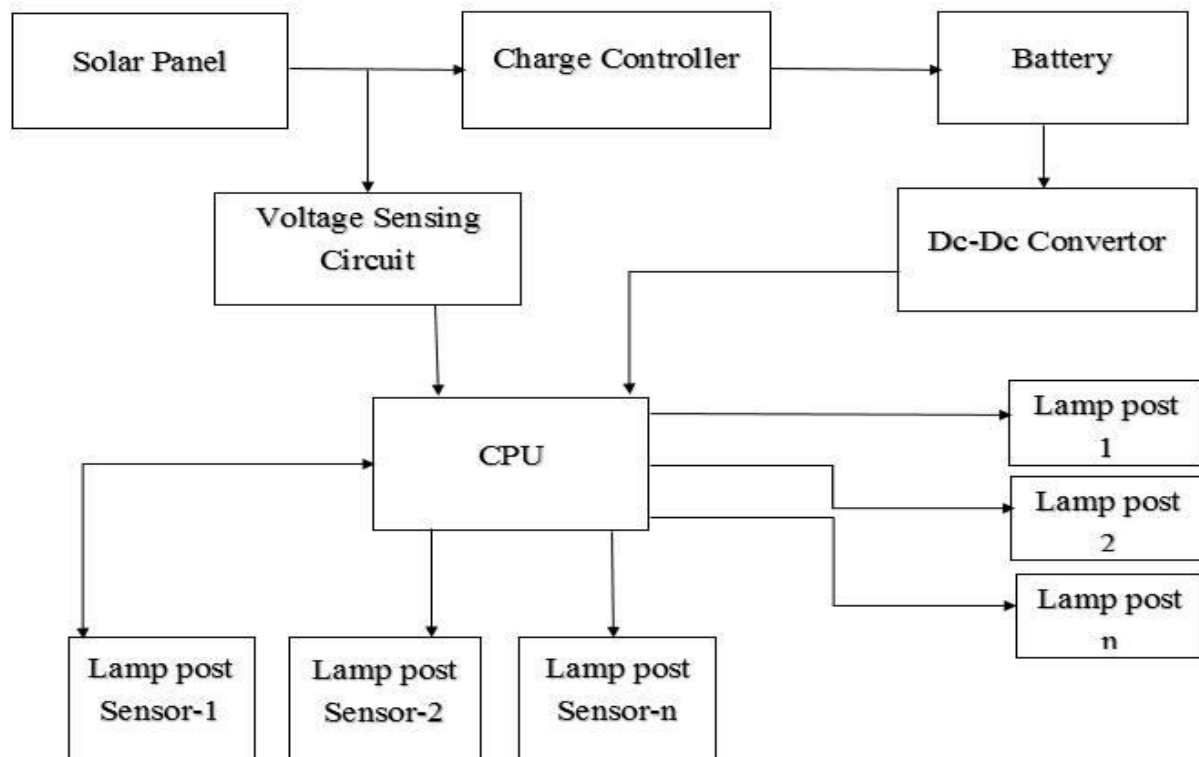 Solar Panel
Charge Controller
Battery
Voltage Sensing
Circuit
Dc-Dc Convertor
CPU
Lamp post
1
Lamp post
2
Lamp post
n
Lamp post
Sensor-1
Lamp post
Sensor-2
Lamp post
Sensor-n